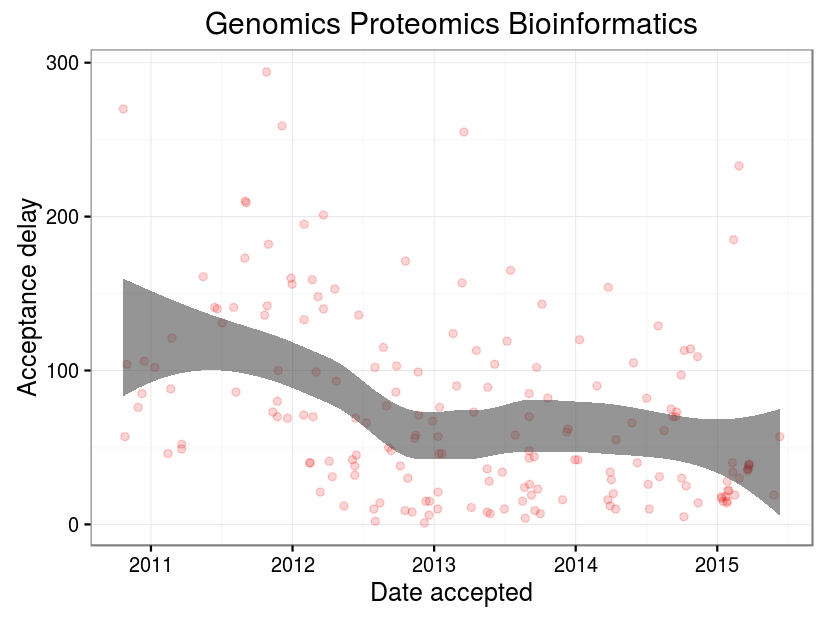 Genomics Proteomics Bioinformatics
300
200
100
0
Acceptance delay
2011 2012 2013 2014 2015
Date accepted